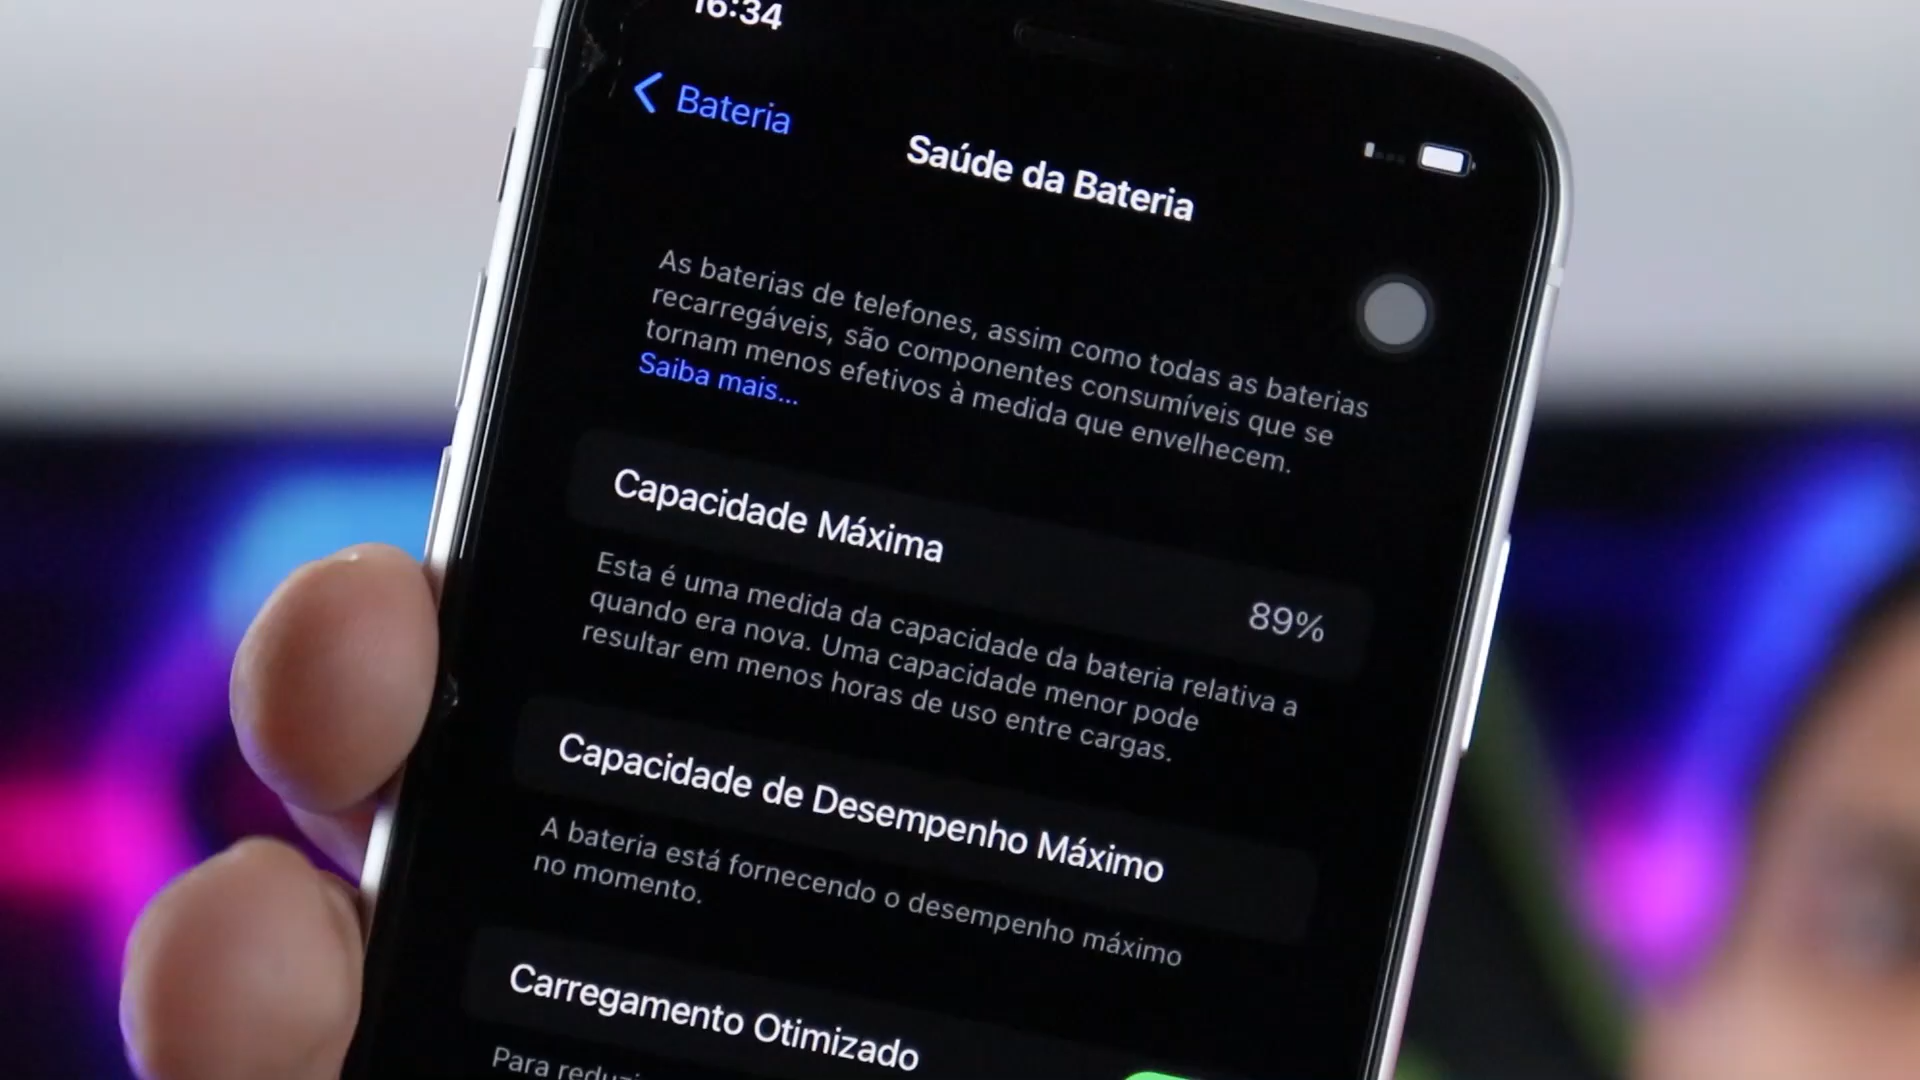 16:34
Bateria
Saúde da Bateria
As baterias de telefones, assim como todas as baterias
recarregáveis, são componentes consumíveis que se
tornam menos efetivos à medida que envelhecem.
Saiba mais...
Capacidade Máxima
89%
Esta é uma medida da capacidade da bateria relativa a
quando era nova. Uma capacidade menor pode
resultar em menos horas de uso entre cargas.
Capacidade de Desempenho Máximo
A bateria está fornecendo o desempenho máximo
no momento.
Carregamento Otimizado
Para